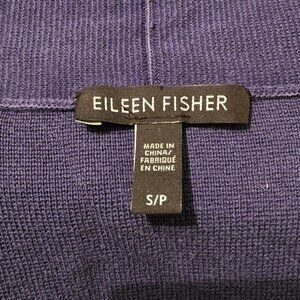 EILEEN FISHER
MADE IN
CHINA/
FABRIQUÉ
EN CHINE
S/P